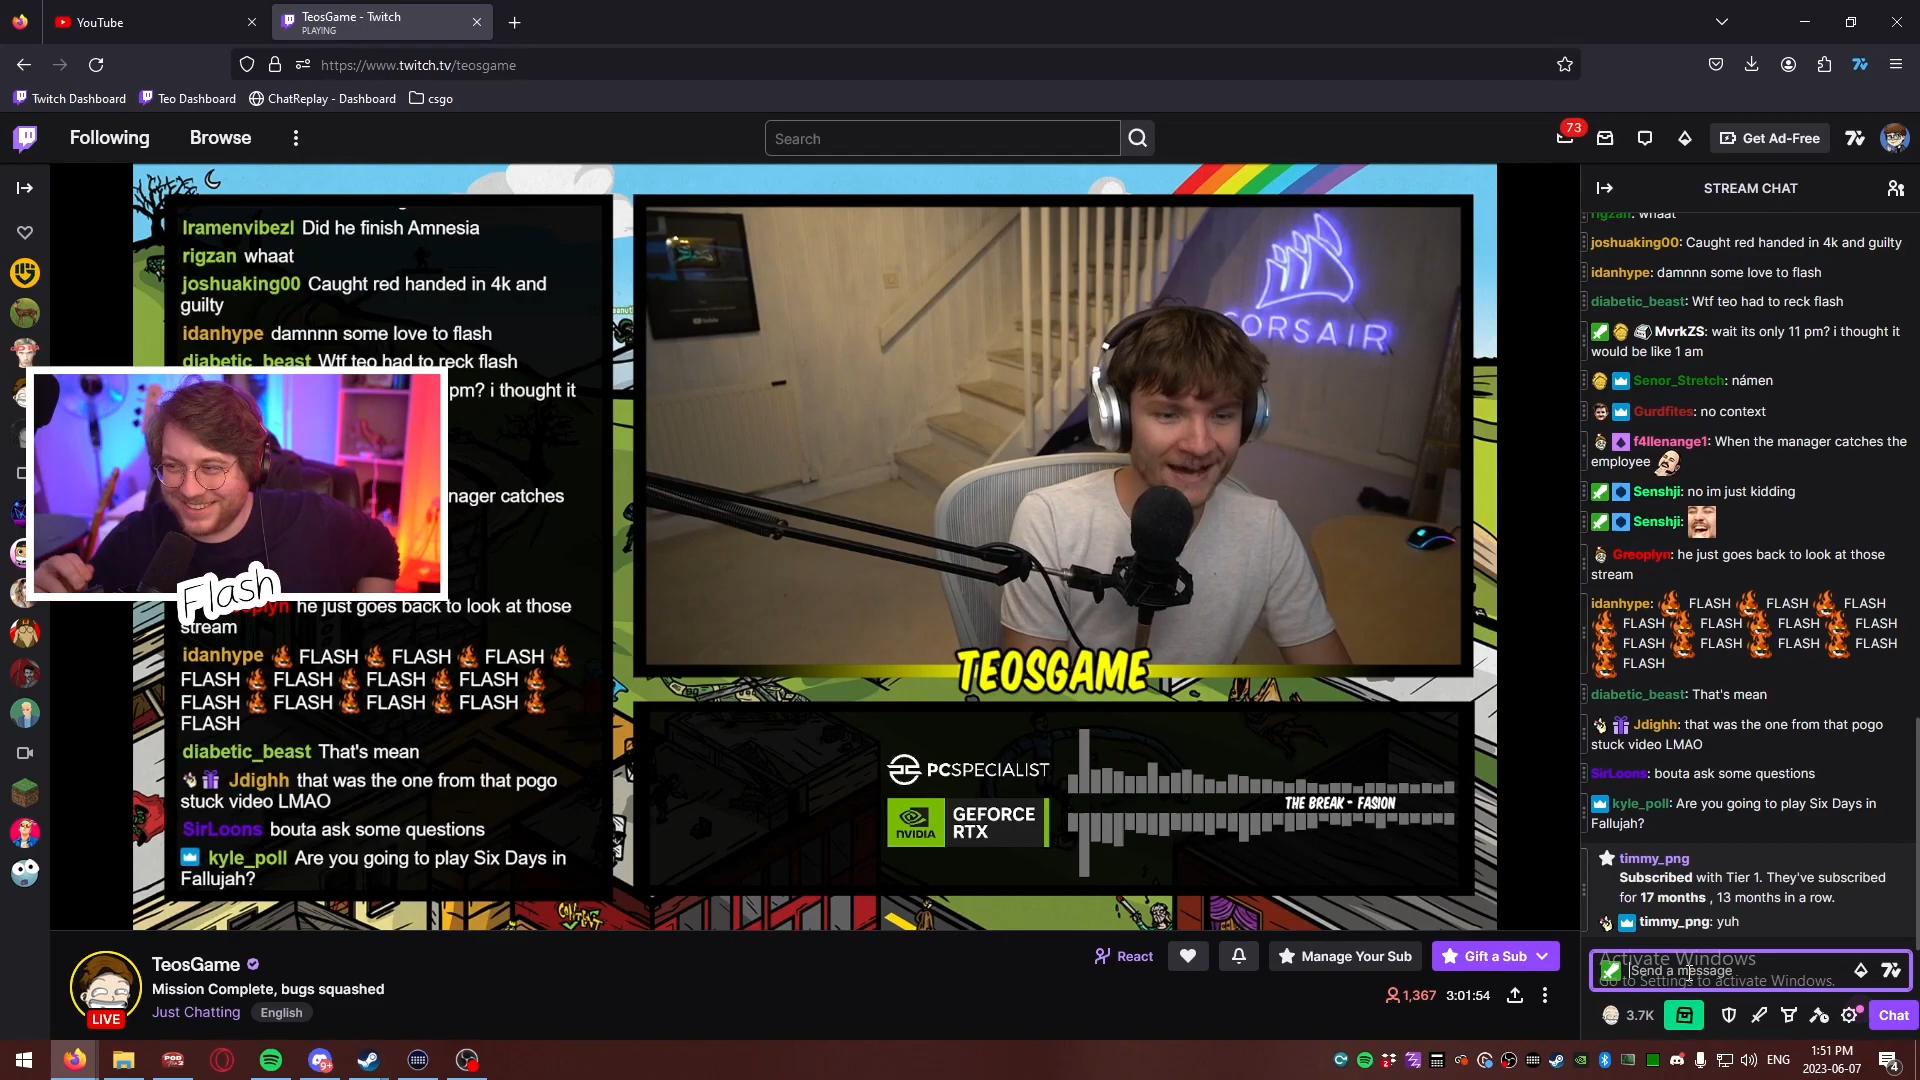 YouTube
TeosGame - Twitch
PLAYING
https://www.twitch.tv/teosgame
Twitch Dashboard
Teo Dashboard
ChatReplay - Dashboard
csgo
Following
Browse
Search
73
Get Ad-Free
lramenvibezl Did he finish Amnesia
rigzan whaat
joshuaking00 Caught red handed in 4k and
guilty
idanhype damnnn some love to flash
diabetic_beast Wtf teo had to reck flash
pm? i thought it
nager catches
he just goes back to look at those
stream
idanhype FLASH FLASH FLASH
FLASH FLASH FLASH FLASH
FLASH FLASH FLASH FLASH
FLASH
diabetic_beast That's mean
Jdighh that was the one from that pogo
stuck video LMAO
SirLoons bouta ask some questions
kyle_poll Are you going to play Six Days in
Fallujah?
Flash
CORSAIR
TEOSGAME
PCSPECIALIST
NVIDIA
GEFORCE
RTX
THE BREAK - FASION
CONTENT
TeosGame
Mission Complete, bugs squashed
Just Chatting
English
LIVE
React
Manage Your Sub
Gift a Sub
1,367
3:01:54
STREAM CHAT
rigzan: whaat
joshuaking00: Caught red handed in 4k and guilty
idanhype: damnnn some love to flash
diabetic_beast: Wtf teo had to reck flash
MvrkZS: wait its only 11 pm? i thought it
would be like 1 am
Senor_Stretch: námen
Gurdfites: no context
f4llenange1: When the manager catches the
employee
Senshji: no im just kidding
Senshji:
Greoplyn: he just goes back to look at those
stream
idanhype: FLASH FLASH FLASH
FLASH FLASH FLASH FLASH
FLASH FLASH FLASH FLASH
FLASH
diabetic_beast: That's mean
Jdighh: that was the one from that pogo
stuck video LMAO
SirLoons: bouta ask some questions
kyle_poll: Are you going to play Six Days in
Fallujah?
timmy_png
Subscribed with Tier 1. They've subscribed
for 17 months , 13 months in a row.
timmy_png: yuh
Activate Windows
Send a message
Go to Settings to activate Windows.
3.7K
Chat
ENG
1:51 PM
2023-06-07
4